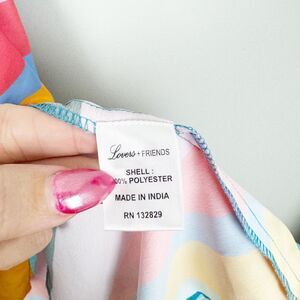 Lovers + FRIENDS
SHELL :
00% POLYESTER
MADE IN INDIA
RN 132829